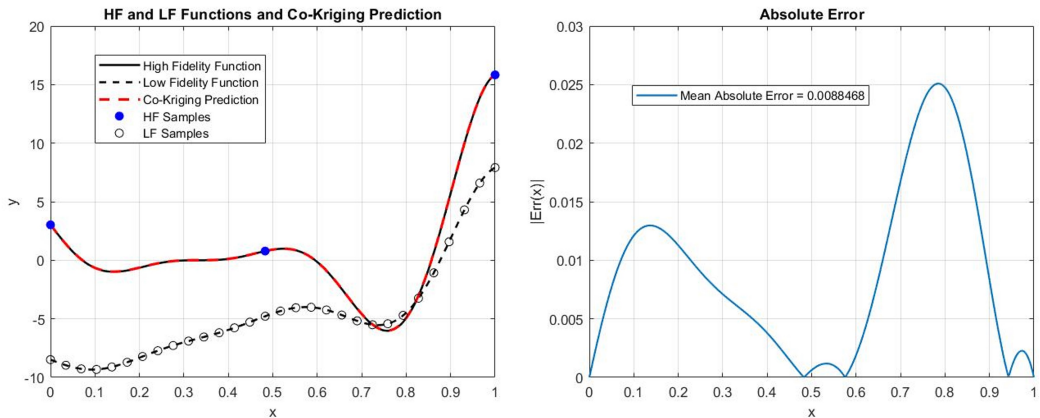 HF and LF Functions and Co-Kriging Prediction
20
15
10
5
0
-5
-10
y
High Fidelity Function
Low Fidelity Function
Co-Kriging Prediction
HF Samples
LF Samples
0 0.1 0.2 0.3 0.4 0.5 0.6 0.7 0.8 0.9 1
x
Absolute Error
0.03
0.025
0.02
0.015
0.01
0.005
0
|Err(x)|
Mean Absolute Error = 0.0088468
0 0.1 0.2 0.3 0.4 0.5 0.6 0.7 0.8 0.9 1
x